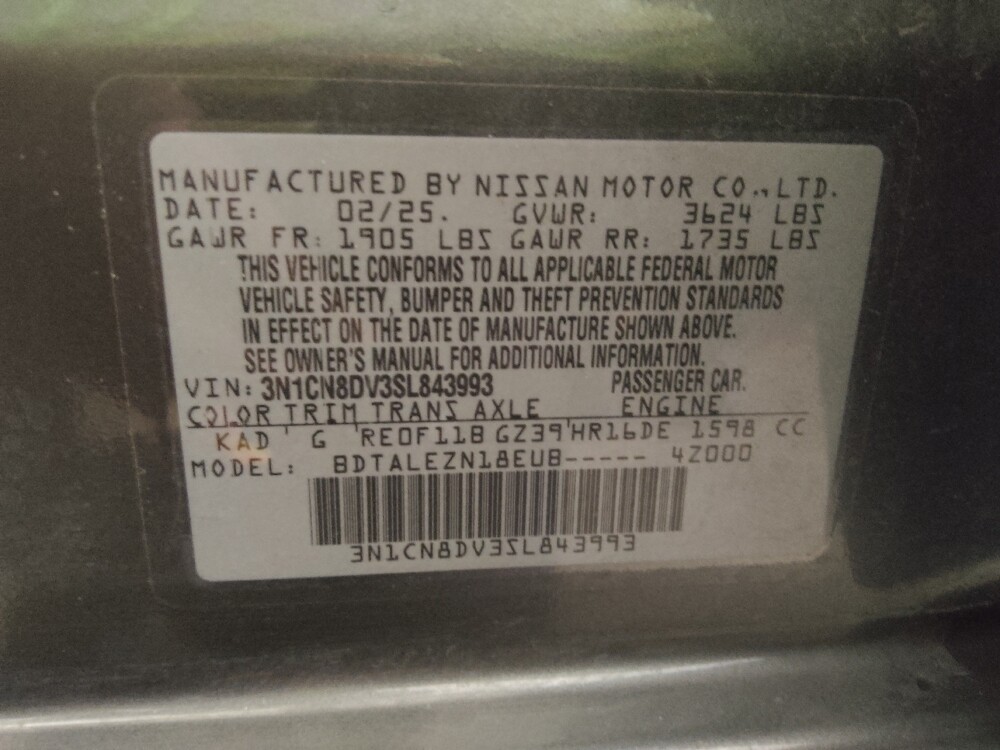 MANUFACTURED BY NISSAN MOTOR CO., LTD.
DATE: 02/25. GVWR: 3624 LBS
GAWR FR: 1905 LBS GAWR RR: 1735 LBS
THIS VEHICLE CONFORMS TO ALL APPLICABLE FEDERAL MOTOR
VEHICLE SAFETY, BUMPER AND THEFT PREVENTION STANDARDS
IN EFFECT ON THE DATE OF MANUFACTURE SHOWN ABOVE.
SEE OWNER'S MANUAL FOR ADDITIONAL INFORMATION.
VIN: 3N1CN8DV3SL843993 PASSENGER CAR.
COLOR TRIM TRANS AXLE ENGINE
KAD G RE0F11B GZ39 HR16DE 1598 CC
MODEL: BDTALEZN18EUB----- 4Z000
3N1CN8DV3SL843993